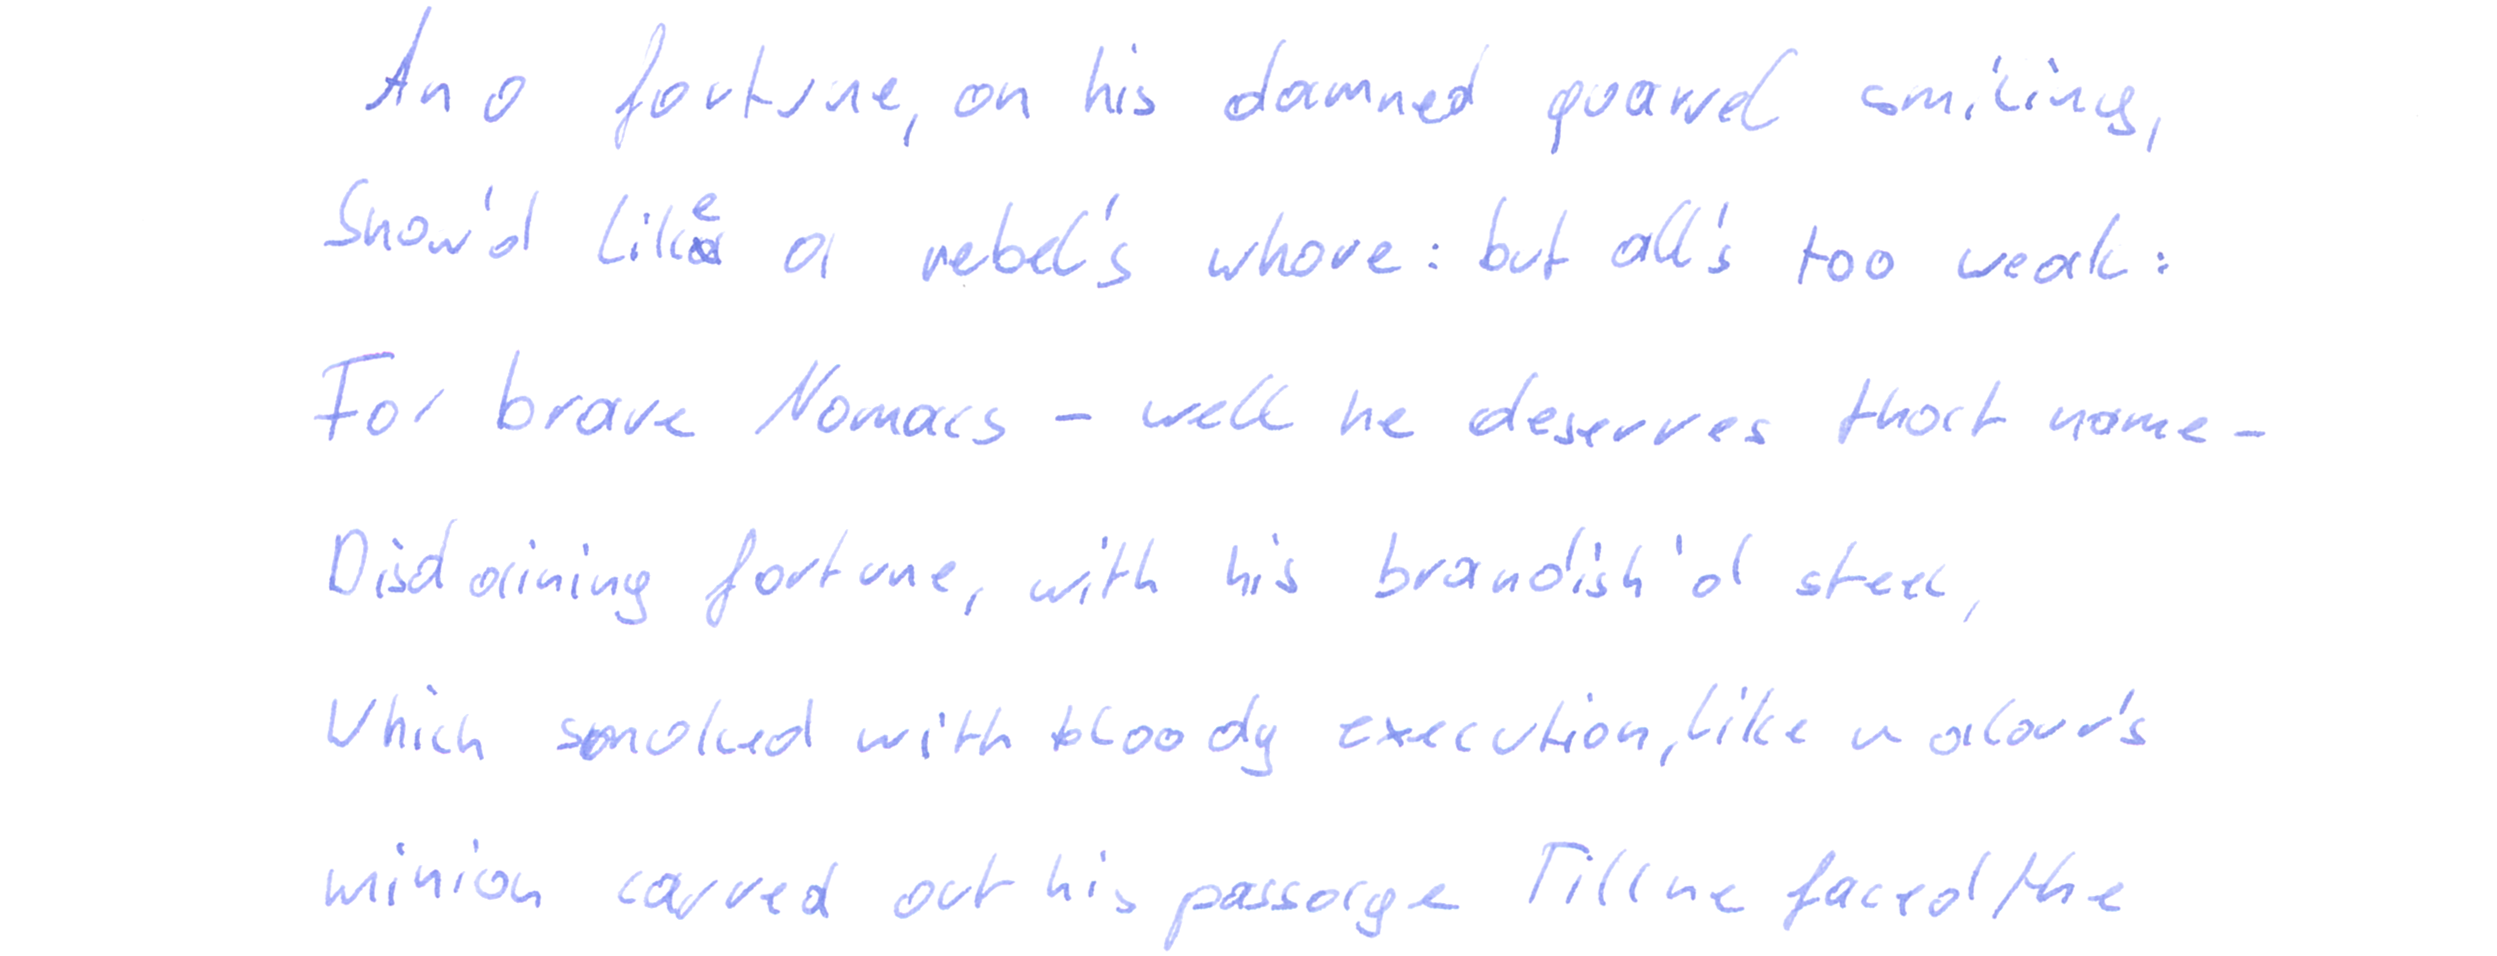 And fortune, on his damned quarrel smiling,
Show'd like a rebel's whore: but all's too weak:
For brave Nomacs - well he deserves that name -
Disdaining fortune, with his brandish'd steel,
Which smoked with bloody execution, like valour's
minion carved out his passage Till he faced the